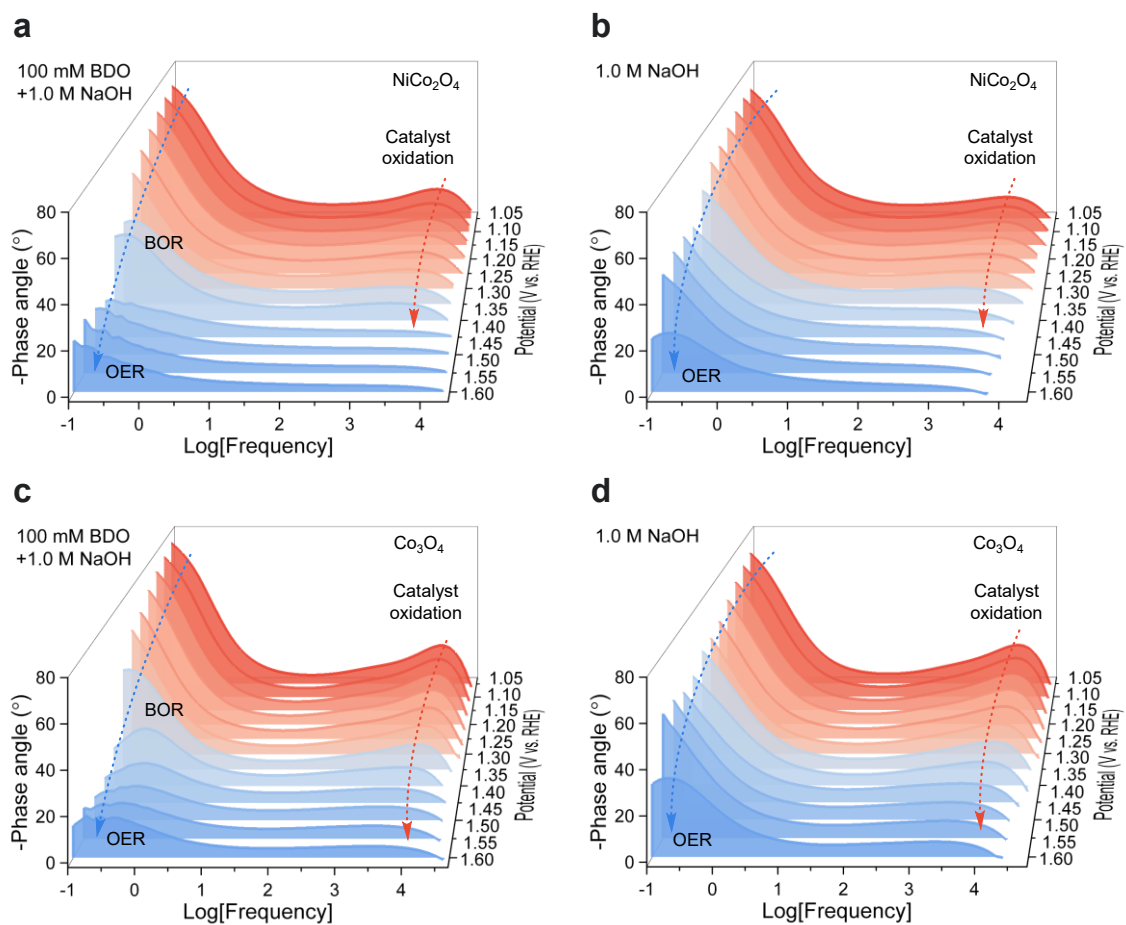 a
100 mM BDO
+1.0 M NaOH
NiCo₂O₄
Catalyst
oxidation
BOR
OER
80
60
40
20
0
-Phase angle (°)
-1
0
1
2
3
4
Log[Frequency]
1.05
1.10
1.15
1.20
1.25
1.30
1.35
1.40
1.45
1.50
1.55
1.60
Potential (V vs. RHE)
b
1.0 M NaOH
NiCo₂O₄
Catalyst
oxidation
OER
80
60
40
20
0
-Phase angle (°)
-1
0
1
2
3
4
Log[Frequency]
1.05
1.10
1.15
1.20
1.25
1.30
1.35
1.40
1.45
1.50
1.55
1.60
Potential (V vs. RHE)
c
100 mM BDO
+1.0 M NaOH
Co₃O₄
Catalyst
oxidation
BOR
OER
80
60
40
20
0
-Phase angle (°)
-1
0
1
2
3
4
Log[Frequency]
1.05
1.10
1.15
1.20
1.25
1.30
1.35
1.40
1.45
1.50
1.55
1.60
Potential (V vs. RHE)
d
1.0 M NaOH
Co₃O₄
Catalyst
oxidation
OER
80
60
40
20
0
-Phase angle (°)
-1
0
1
2
3
4
Log[Frequency]
1.05
1.10
1.15
1.20
1.25
1.30
1.35
1.40
1.45
1.50
1.55
1.60
Potential (V vs. RHE)